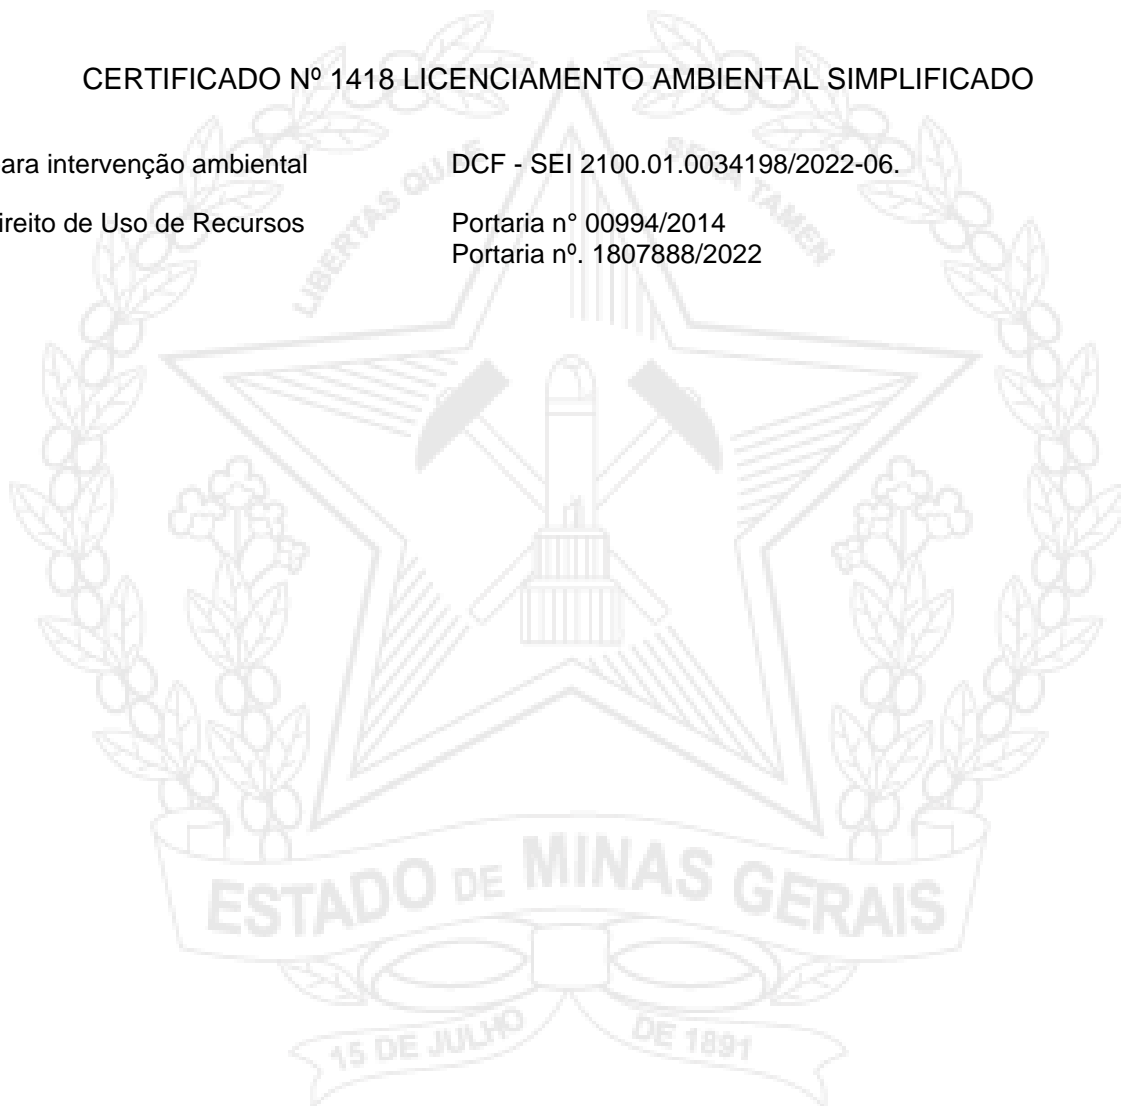 CERTIFICADO Nº 1418 LICENCIAMENTO AMBIENTAL SIMPLIFICADO
ara intervenção ambiental DCF - SEI 2100.01.0034198/2022-06.
ireito de Uso de Recursos Portaria n° 00994/2014
Portaria nº. 1807888/2022
LIBERTAS QUÆ SERA TAMEN
ESTADO DE MINAS GERAIS
15 DE JULHO DE 1891